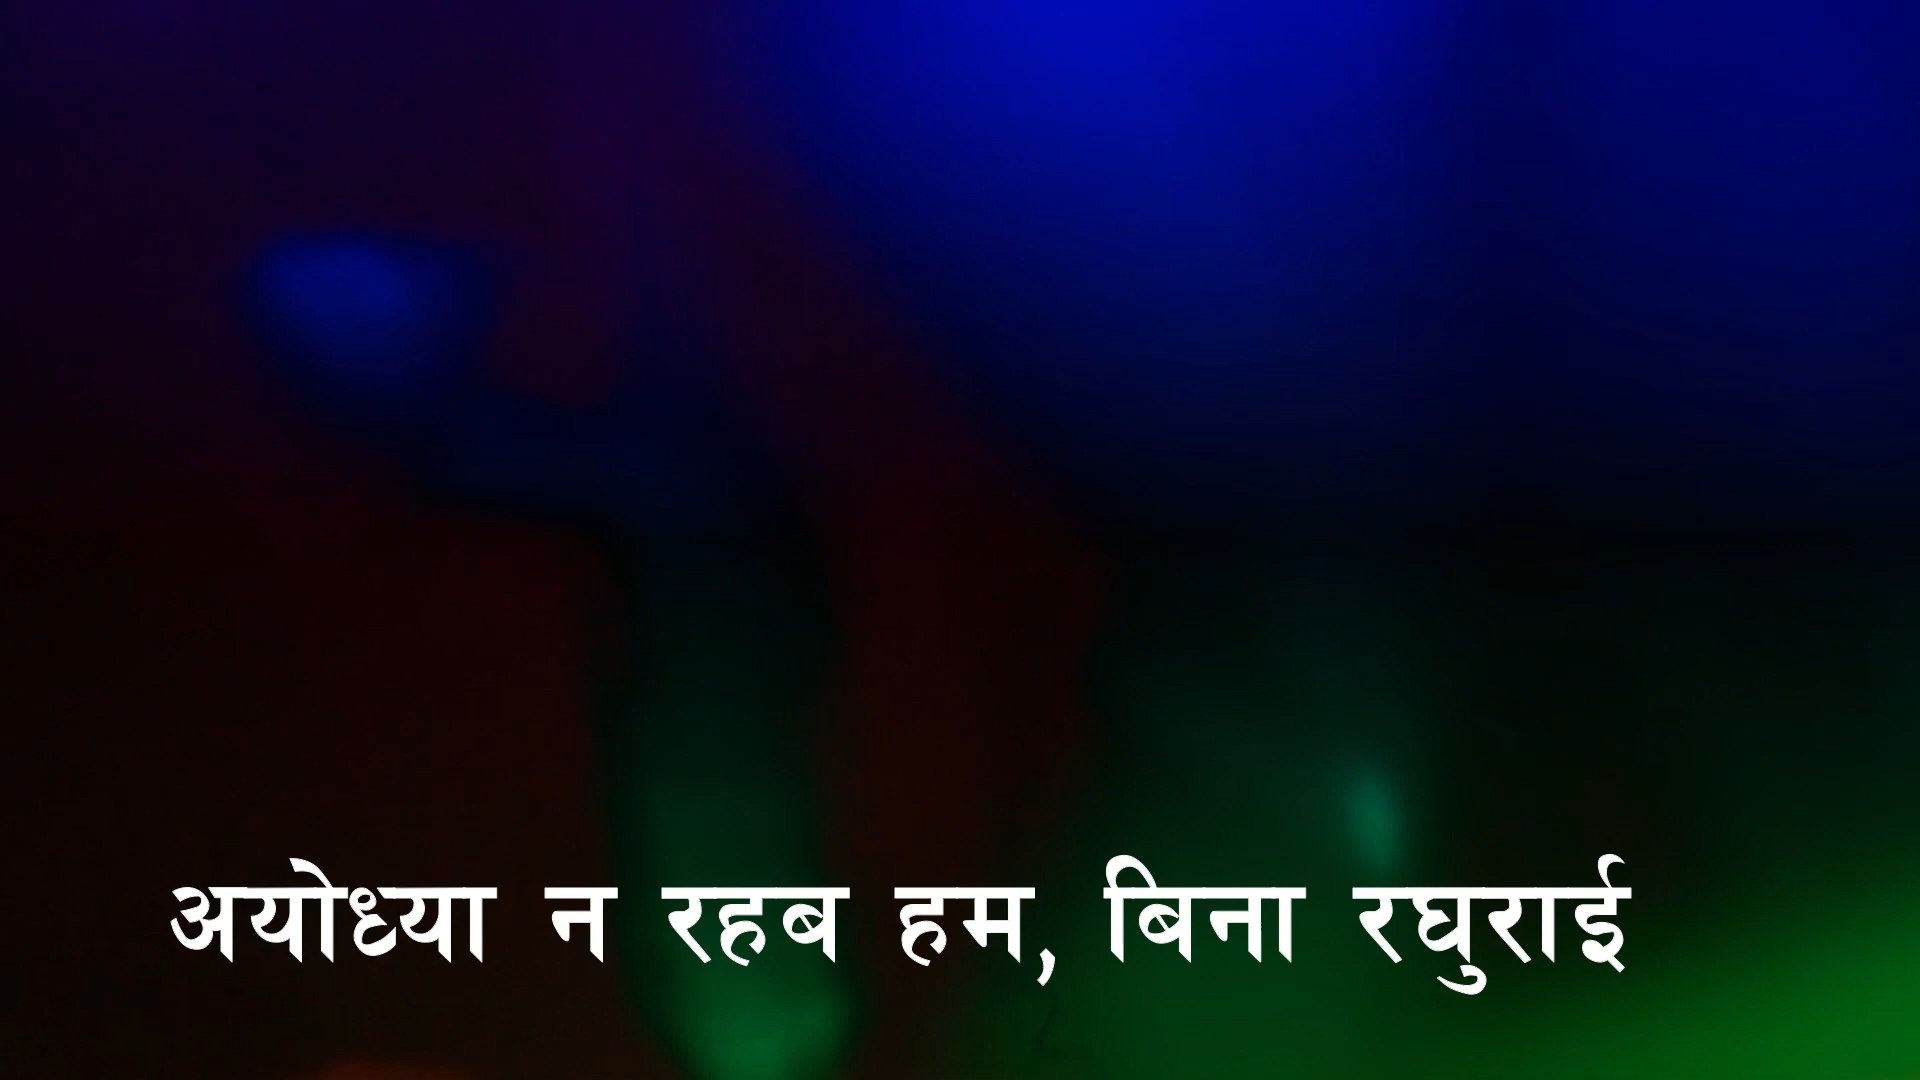 अयोध्या न रहब हम, बिना रघुराई